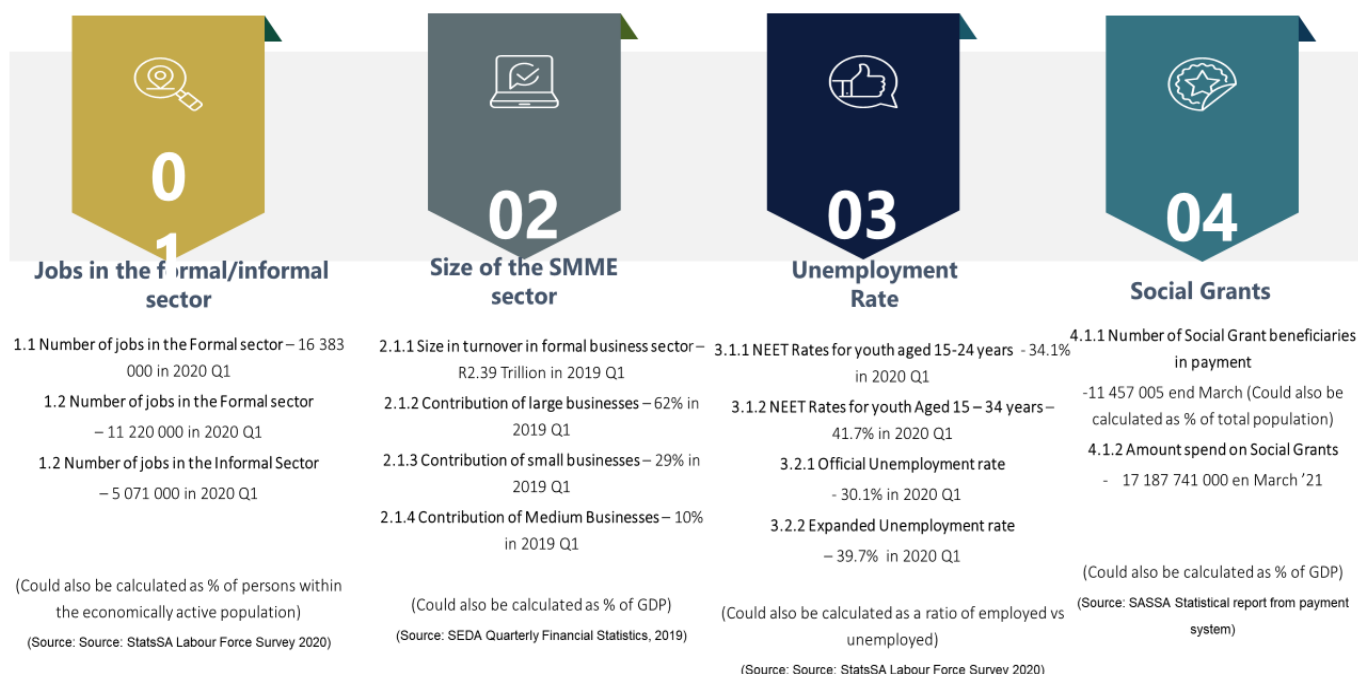 0
1
Jobs in the formal/informal
sector
1.1 Number of jobs in the Formal sector – 16 383
000 in 2020 Q1
1.2 Number of jobs in the Formal sector
– 11 220 000 in 2020 Q1
1.2 Number of jobs in the Informal Sector
– 5 071 000 in 2020 Q1
(Could also be calculated as % of persons within
the economically active population)
(Source: Source: StatsSA Labour Force Survey 2020)
02
Size of the SMME
sector
2.1.1 Size in turnover in formal business sector –
R2.39 Trillion in 2019 Q1
2.1.2 Contribution of large businesses – 62% in
2019 Q1
2.1.3 Contribution of small businesses – 29% in
2019 Q1
2.1.4 Contribution of Medium Businesses – 10%
in 2019 Q1
(Could also be calculated as % of GDP)
(Source: SEDA Quarterly Financial Statistics, 2019)
03
Unemployment
Rate
3.1.1 NEET Rates for youth aged 15-24 years - 34.1%
in 2020 Q1
3.1.2 NEET Rates for youth Aged 15 – 34 years –
41.7% in 2020 Q1
3.2.1 Official Unemployment rate
- 30.1% in 2020 Q1
3.2.2 Expanded Unemployment rate
– 39.7% in 2020 Q1
(Could also be calculated as a ratio of employed vs
unemployed)
(Source: Source: StatsSA Labour Force Survey 2020)
04
Social Grants
4.1.1 Number of Social Grant beneficiaries
in payment
-11 457 005 end March (Could also be
calculated as % of total population)
4.1.2 Amount spend on Social Grants
- 17 187 741 000 en March '21
(Could also be calculated as % of GDP)
(Source: SASSA Statistical report from payment
system)